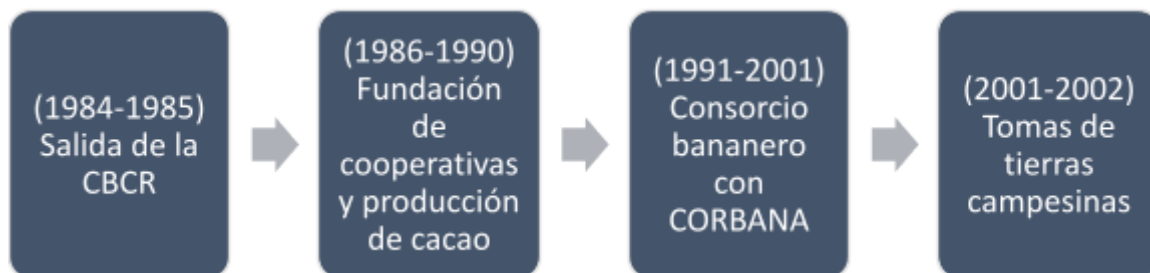 (1984-1985)
Salida de la
CBCR
(1986-1990)
Fundación
de
cooperativas
y producción
de cacao
(1991-2001)
Consorcio
bananero
con
CORBANA
(2001-2002)
Tomas de
tierras
campesinas